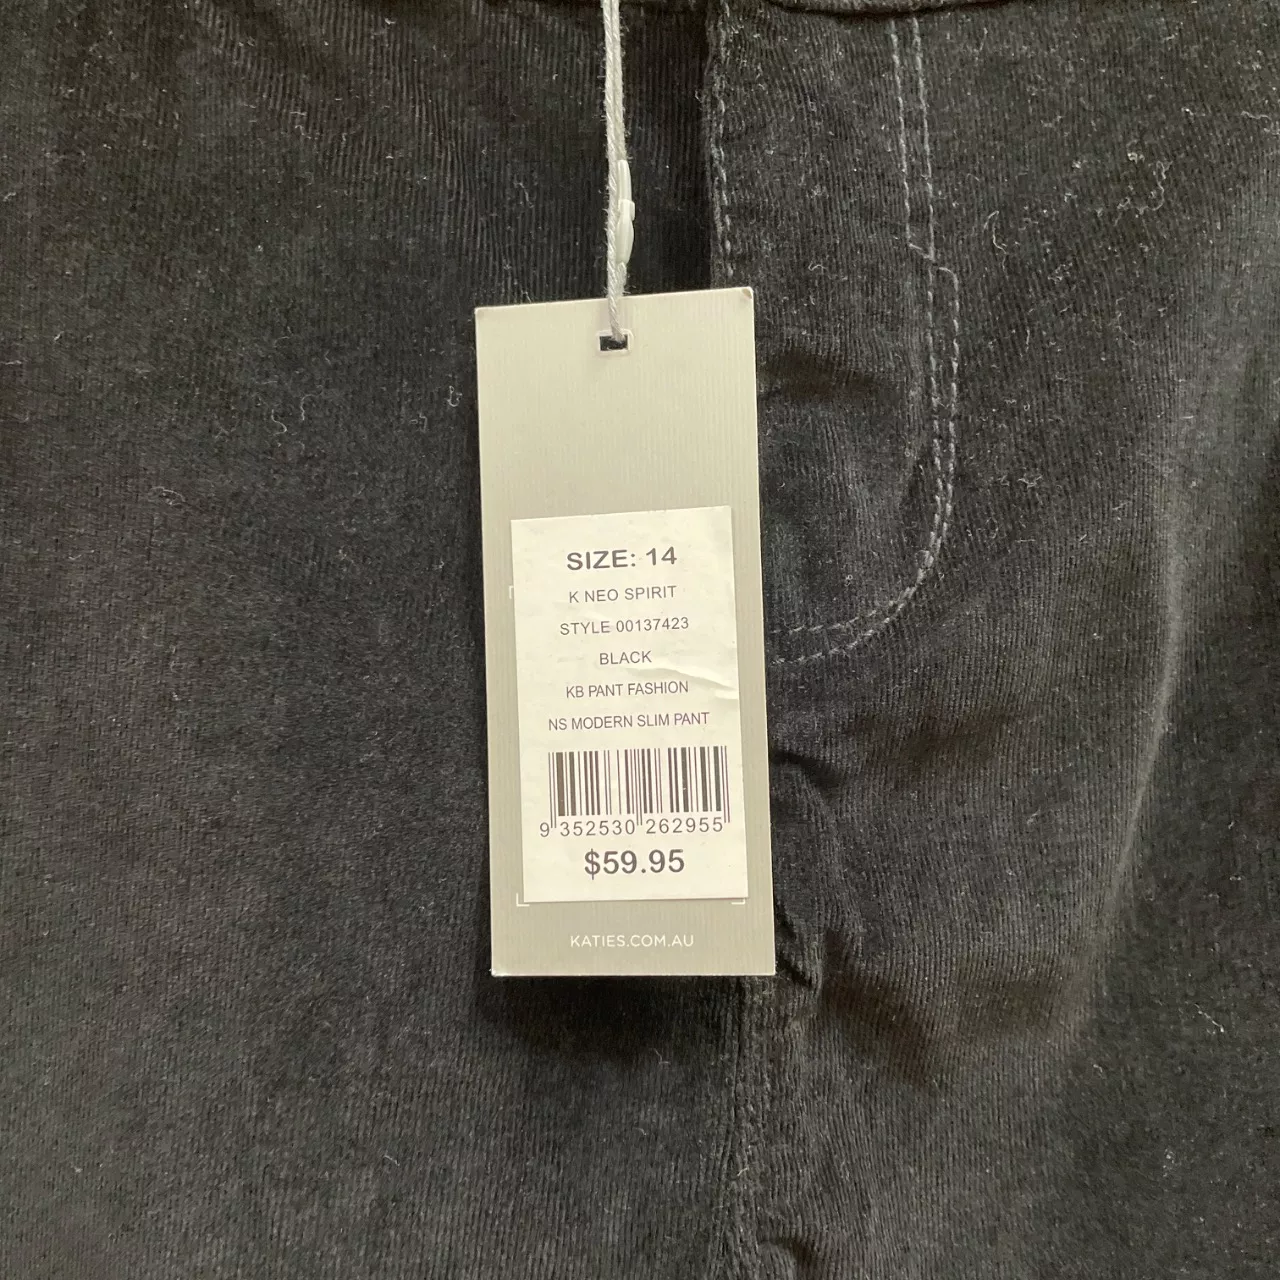 SIZE: 14
K NEO SPIRIT
STYLE 00137423
BLACK
KB PANT FASHION
NS MODERN SLIM PANT
9 352530 262955
$59.95
KATIES.COM.AU